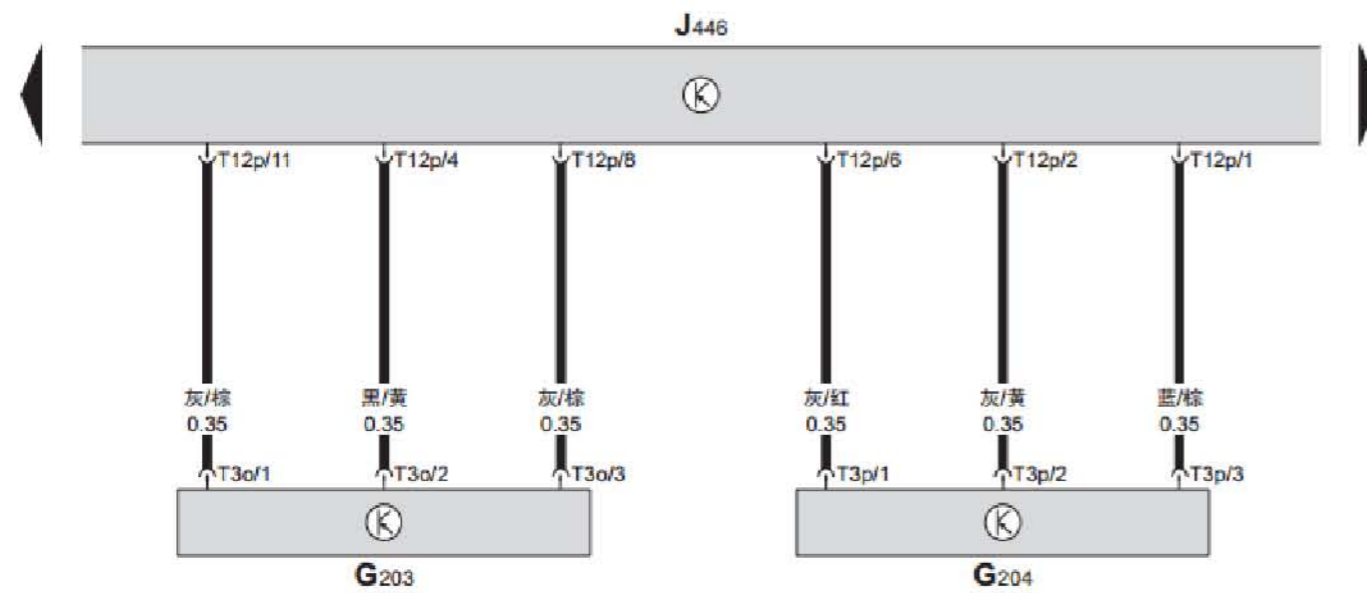 J446
T12p/11 T12p/4 T12p/8 T12p/6 T12p/2 T12p/1
灰/棕 黑/黄 灰/棕 灰/红 灰/黄 蓝/棕
0.35 0.35 0.35 0.35 0.35 0.35
T3o/1 T3o/2 T3o/3 T3p/1 T3p/2 T3p/3
G203 G204